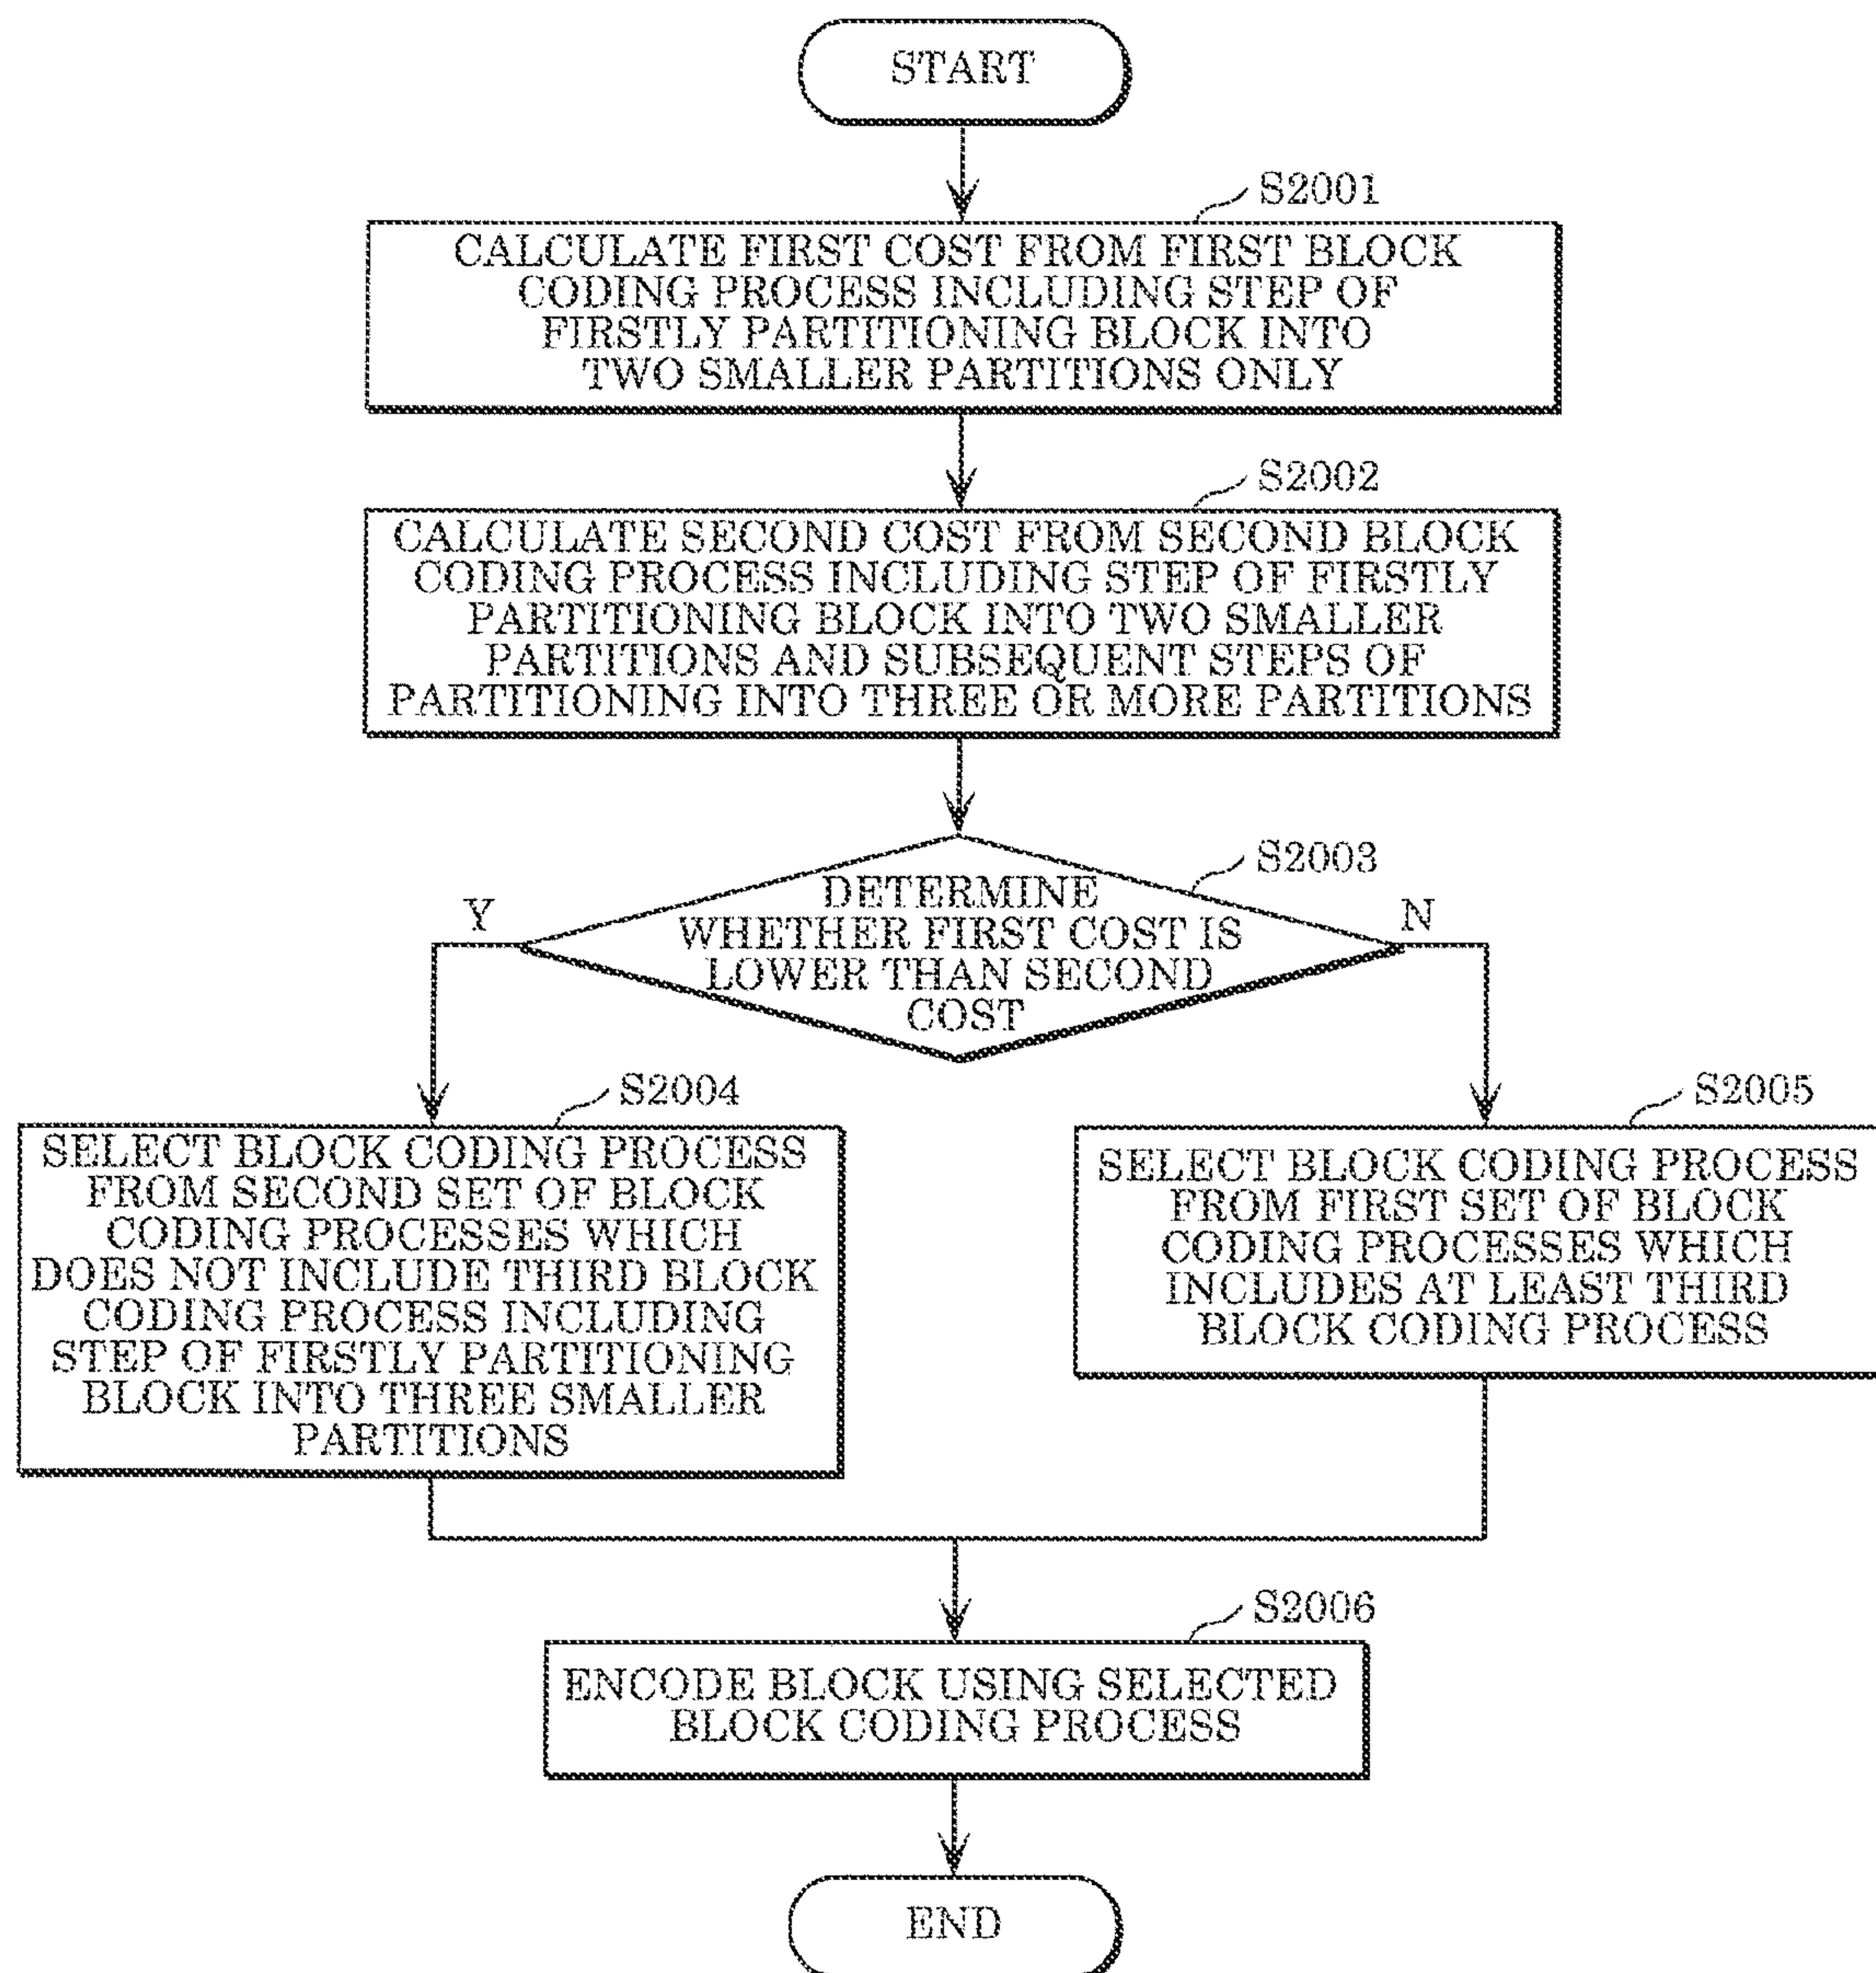 START
S2001
CALCULATE FIRST COST FROM FIRST BLOCK
CODING PROCESS INCLUDING STEP OF
FIRSTLY PARTITIONING BLOCK INTO
TWO SMALLER PARTITIONS ONLY
S2002
CALCULATE SECOND COST FROM SECOND BLOCK
CODING PROCESS INCLUDING STEP OF FIRSTLY
PARTITIONING BLOCK INTO TWO SMALLER
PARTITIONS AND SUBSEQUENT STEPS OF
PARTITIONING INTO THREE OR MORE PARTITIONS
S2003
DETERMINE
WHETHER FIRST COST IS
LOWER THAN SECOND
COST
Y
N
S2004
SELECT BLOCK CODING PROCESS
FROM SECOND SET OF BLOCK
CODING PROCESSES WHICH
DOES NOT INCLUDE THIRD BLOCK
CODING PROCESS INCLUDING
STEP OF FIRSTLY PARTITIONING
BLOCK INTO THREE SMALLER
PARTITIONS
S2005
SELECT BLOCK CODING PROCESS
FROM FIRST SET OF BLOCK
CODING PROCESSES WHICH
INCLUDES AT LEAST THIRD
BLOCK CODING PROCESS
S2006
ENCODE BLOCK USING SELECTED
BLOCK CODING PROCESS
END